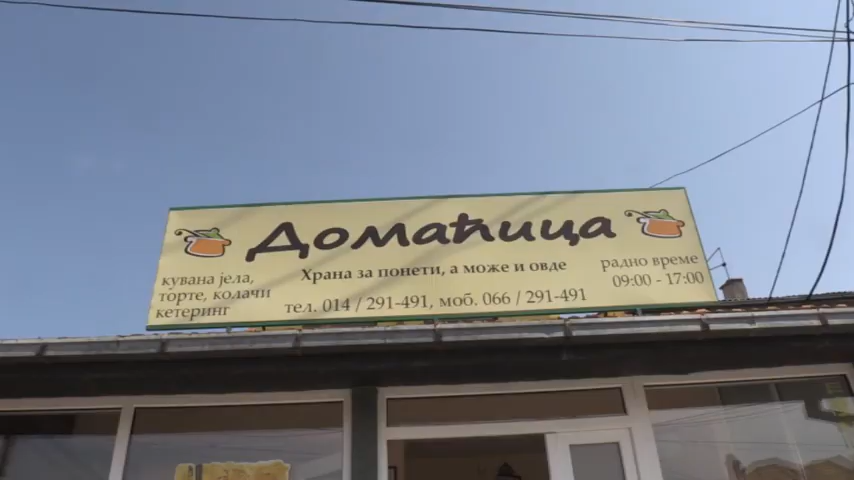 Домаћица
кувана јела,
торте, колачи
кетеринг
Храна за понети, а може и овде
тел. 014 / 291-491, моб. 066 / 291-491
радно време
09:00 - 17:00